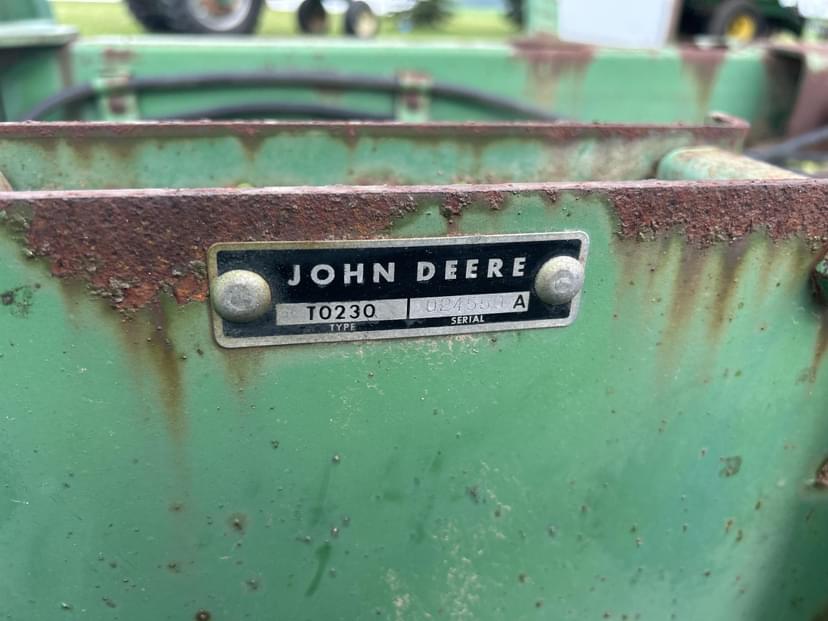 JOHN DEERE
T0230 A
TYPE SERIAL